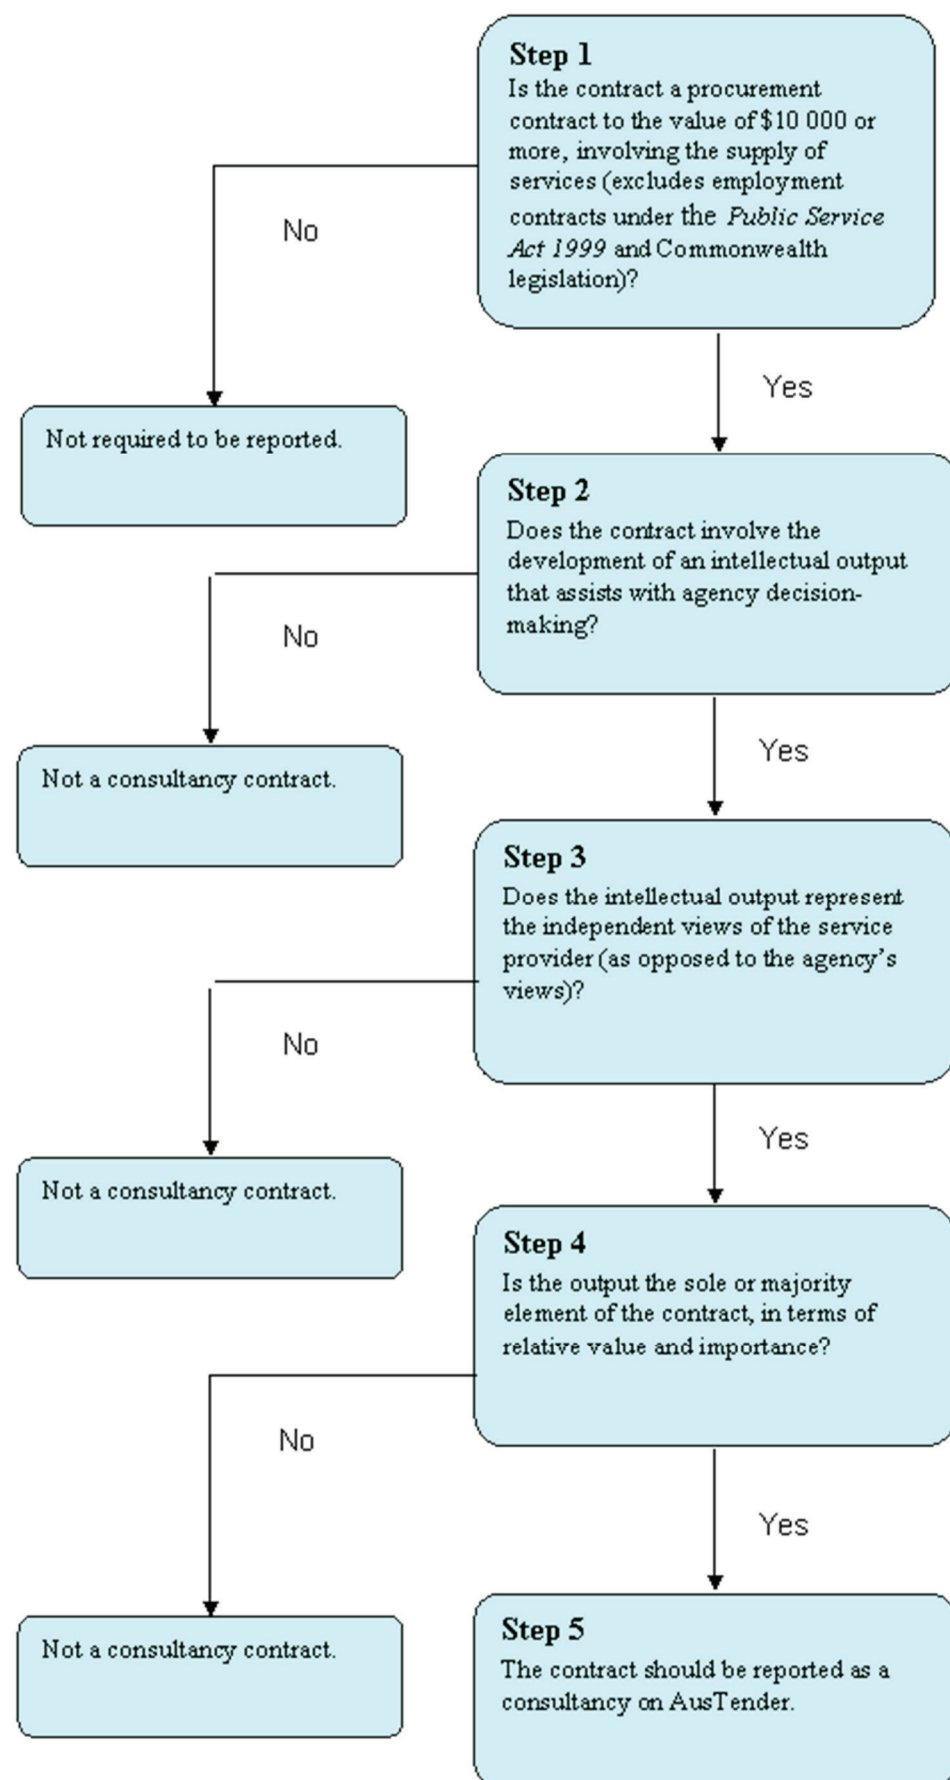 Step 1
Is the contract a procurement
contract to the value of $10 000 or
more, involving the supply of
services (excludes employment
contracts under the Public Service
Act 1999 and Commonwealth
legislation)?
No
Yes
Not required to be reported.
Step 2
Does the contract involve the
development of an intellectual output
that assists with agency decision-
making?
No
Yes
Not a consultancy contract.
Step 3
Does the intellectual output represent
the independent views of the service
provider (as opposed to the agency’s
views)?
No
Yes
Not a consultancy contract.
Step 4
Is the output the sole or majority
element of the contract, in terms of
relative value and importance?
No
Yes
Not a consultancy contract.
Step 5
The contract should be reported as a
consultancy on AusTender.